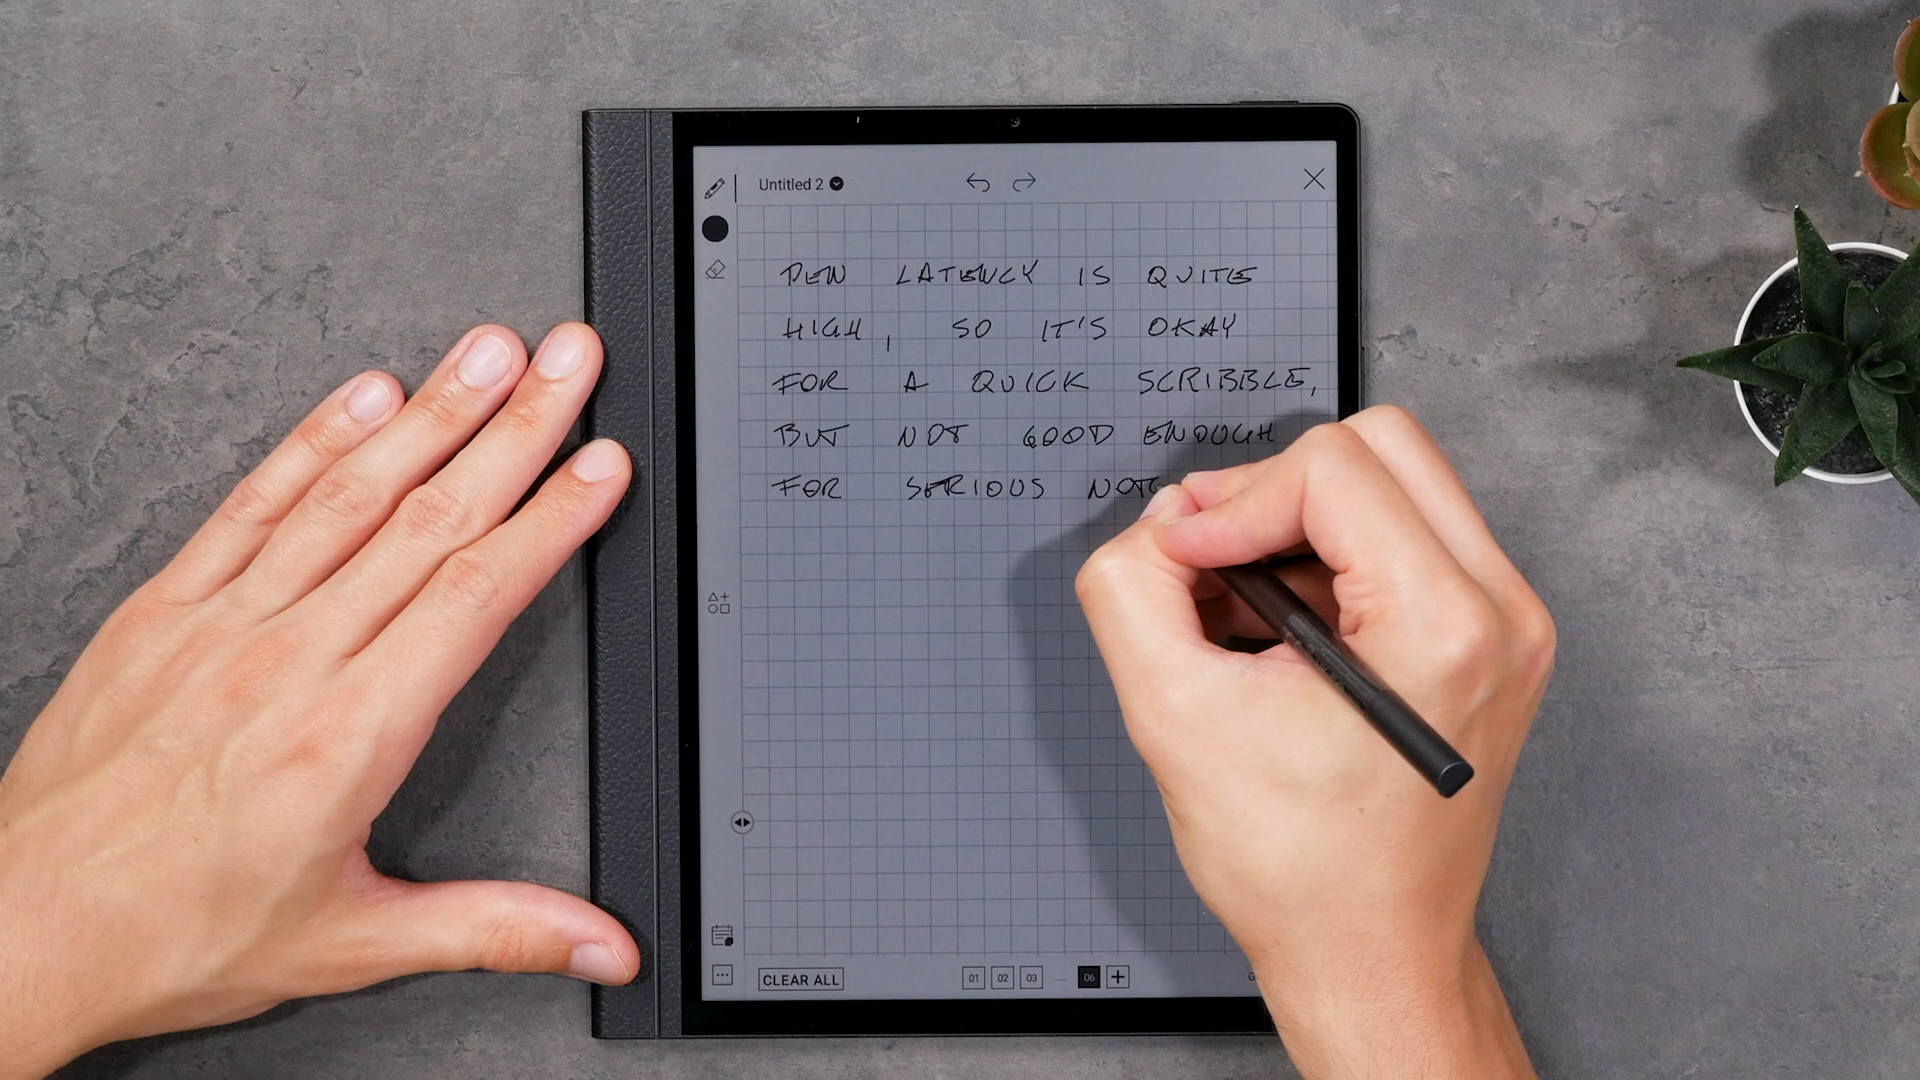 Untitled 2
PEN LATENCY IS QUITE
HIGH, SO IT'S OKAY
FOR A QUICK SCRIBBLE,
BUT NOT GOOD ENOUGH
FOR SERIOUS NOTE
CLEAR ALL
01 02 03 ... 06 +